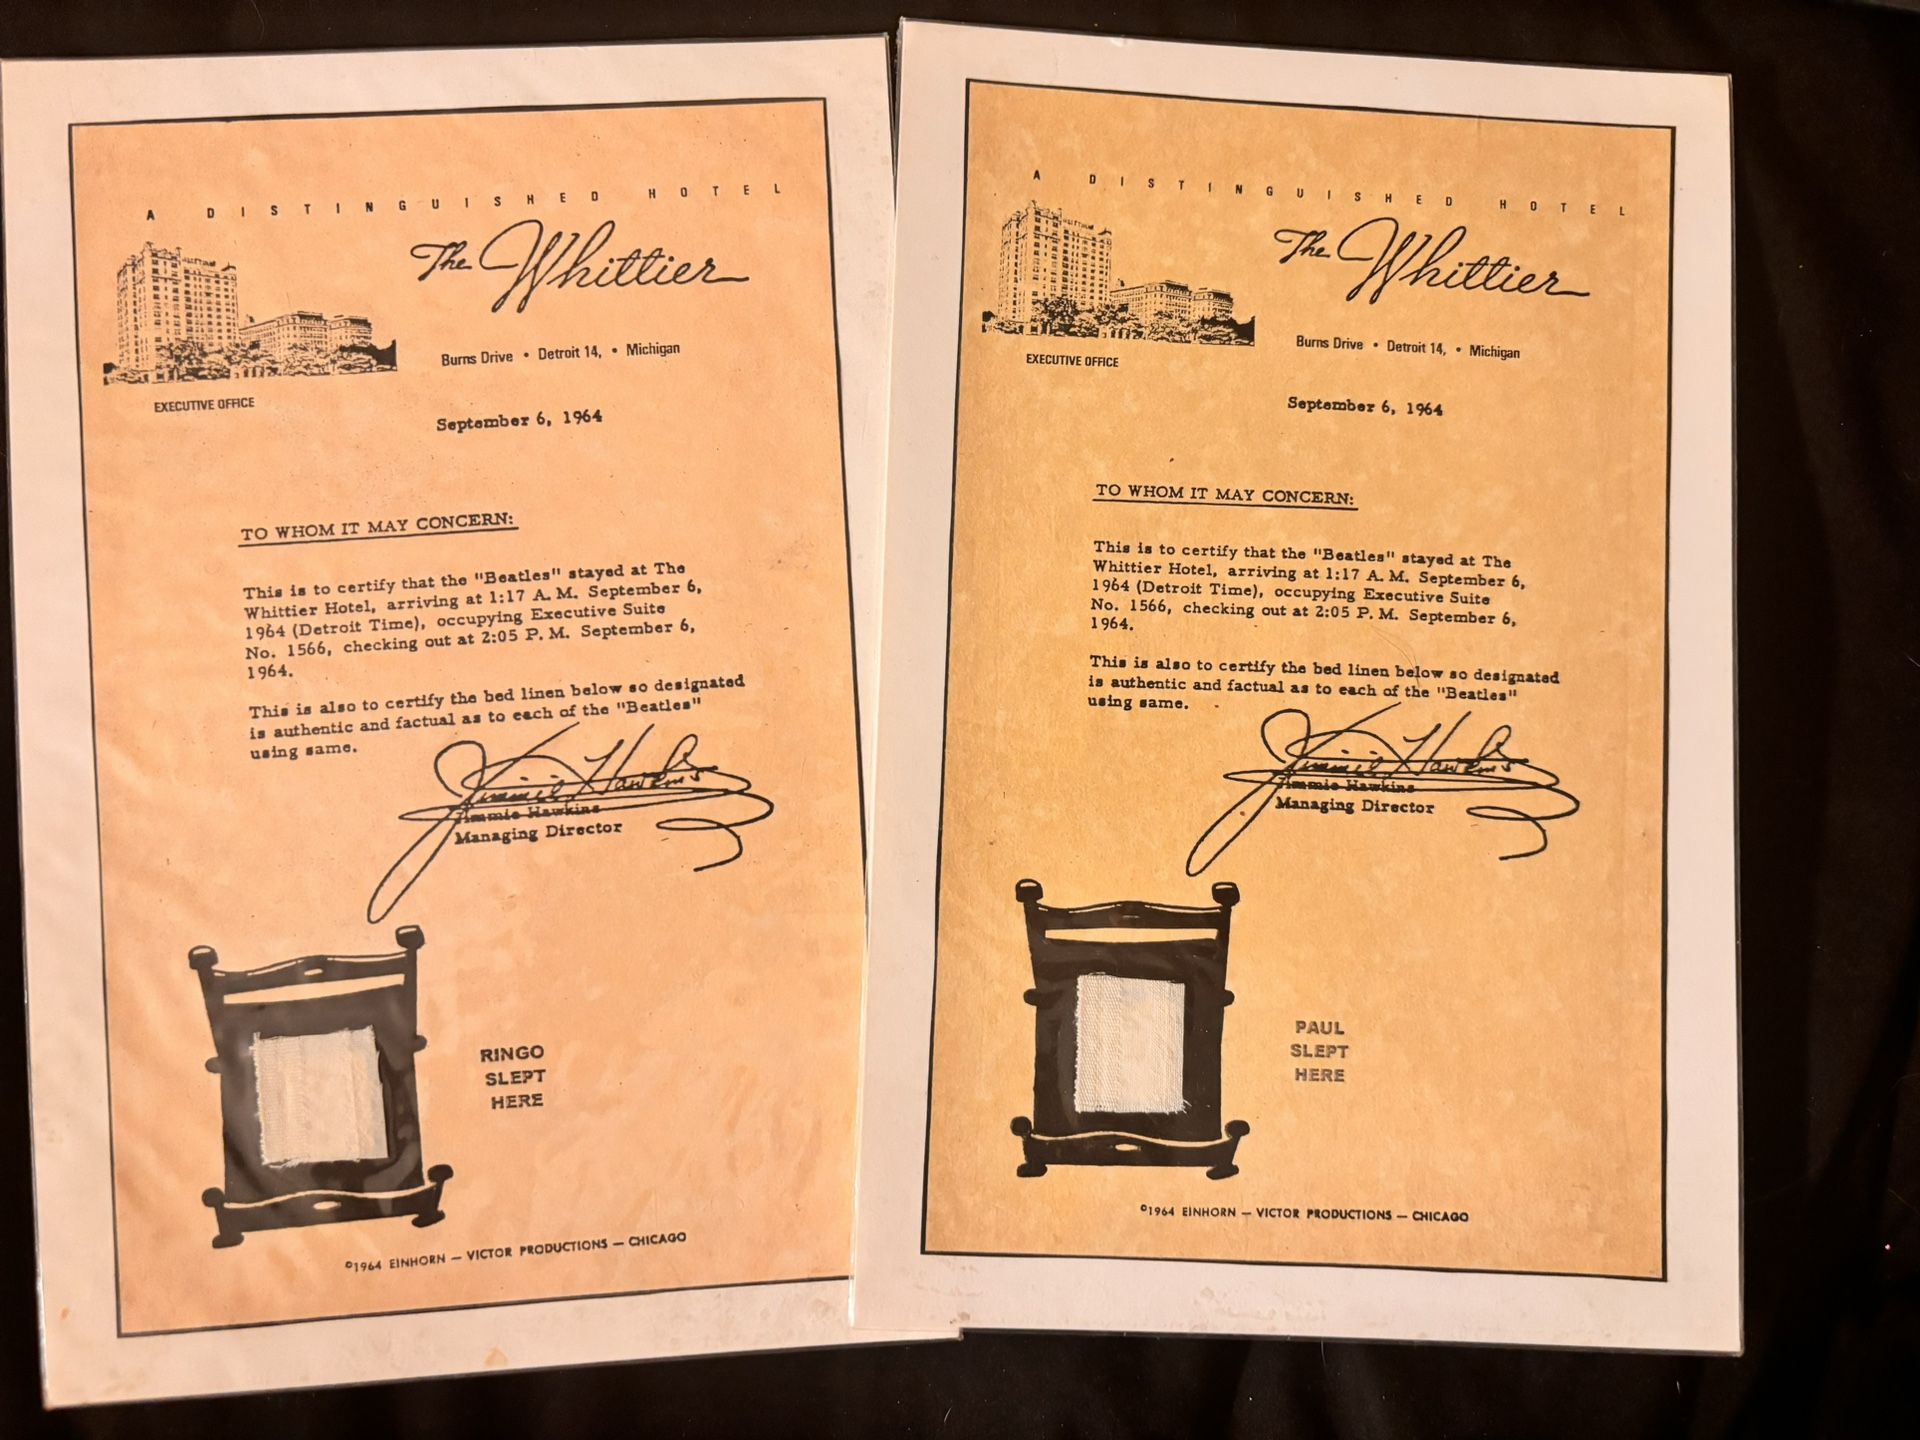 A DISTINGUISHED HOTEL
The Whittier
Burns Drive • Detroit 14, • Michigan
EXECUTIVE OFFICE
September 6, 1964
TO WHOM IT MAY CONCERN:
This is to certify that the "Beatles" stayed at The
Whittier Hotel, arriving at 1:17 A. M. September 6,
1964 (Detroit Time), occupying Executive Suite
No. 1566, checking out at 2:05 P. M. September 6,
1964.
This is also to certify the bed linen below so designated
is authentic and factual as to each of the "Beatles"
using same.
Jimmie Hawkins
Jimmie Hawkins
Managing Director
RINGO
SLEPT
HERE
©1964 EINHORN — VICTOR PRODUCTIONS — CHICAGO
A DISTINGUISHED HOTEL
The Whittier
Burns Drive • Detroit 14, • Michigan
EXECUTIVE OFFICE
September 6, 1964
TO WHOM IT MAY CONCERN:
This is to certify that the "Beatles" stayed at The
Whittier Hotel, arriving at 1:17 A. M. September 6,
1964 (Detroit Time), occupying Executive Suite
No. 1566, checking out at 2:05 P. M. September 6,
1964.
This is also to certify the bed linen below so designated
is authentic and factual as to each of the "Beatles"
using same.
Jimmie Hawkins
Jimmie Hawkins
Managing Director
PAUL
SLEPT
HERE
©1964 EINHORN — VICTOR PRODUCTIONS — CHICAGO